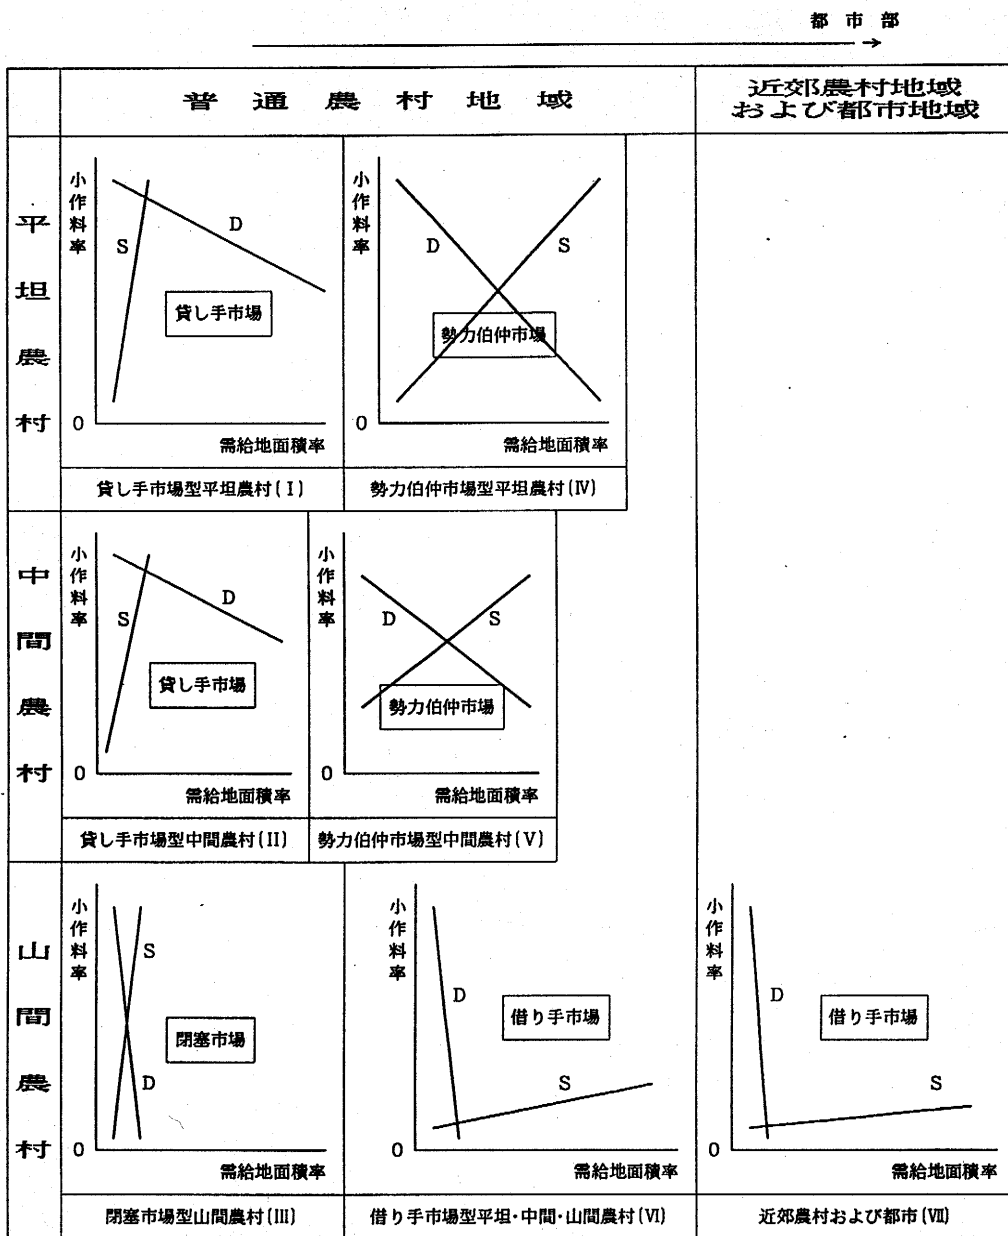 都市部
普通農村地域
近郊農村地域
および都市地域
平坦農村
小作料率
S
D
貸し手市場
0
需給地面積率
貸し手市場型平坦農村(I)
小作料率
D
S
勢力伯仲市場
0
需給地面積率
勢力伯仲市場型平坦農村(IV)
中間農村
小作料率
S
D
貸し手市場
0
需給地面積率
貸し手市場型中間農村(II)
小作料率
D
S
勢力伯仲市場
0
需給地面積率
勢力伯仲市場型中間農村(V)
山間農村
小作料率
S
閉塞市場
D
0
需給地面積率
閉塞市場型山間農村(III)
小作料率
D
借り手市場
S
0
需給地面積率
借り手市場型平坦・中間・山間農村(VI)
小作料率
D
借り手市場
S
0
需給地面積率
近郊農村および都市(VII)